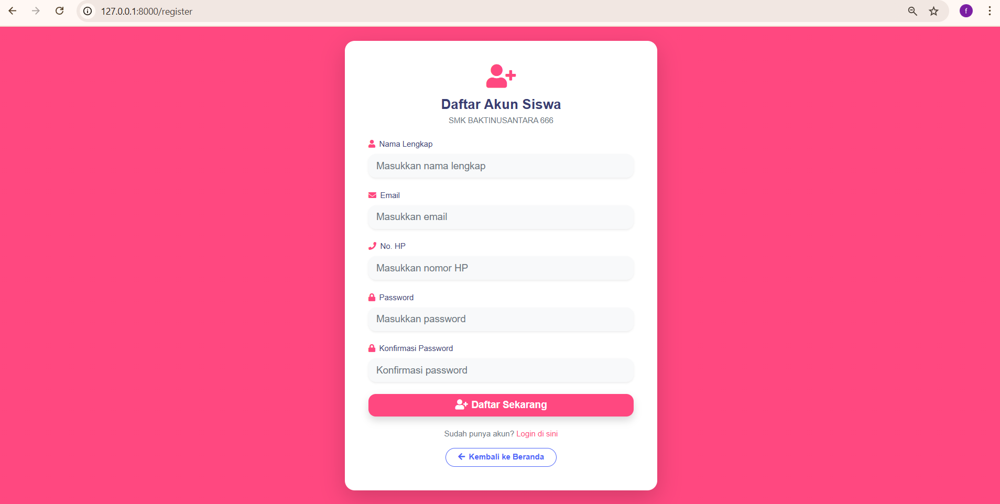 127.0.0.1:8000/register
f
Daftar Akun Siswa
SMK BAKTINUSANTARA 666
Nama Lengkap
Masukkan nama lengkap
Email
Masukkan email
No. HP
Masukkan nomor HP
Password
Masukkan password
Konfirmasi Password
Konfirmasi password
Daftar Sekarang
Sudah punya akun? Login di sini
Kembali ke Beranda